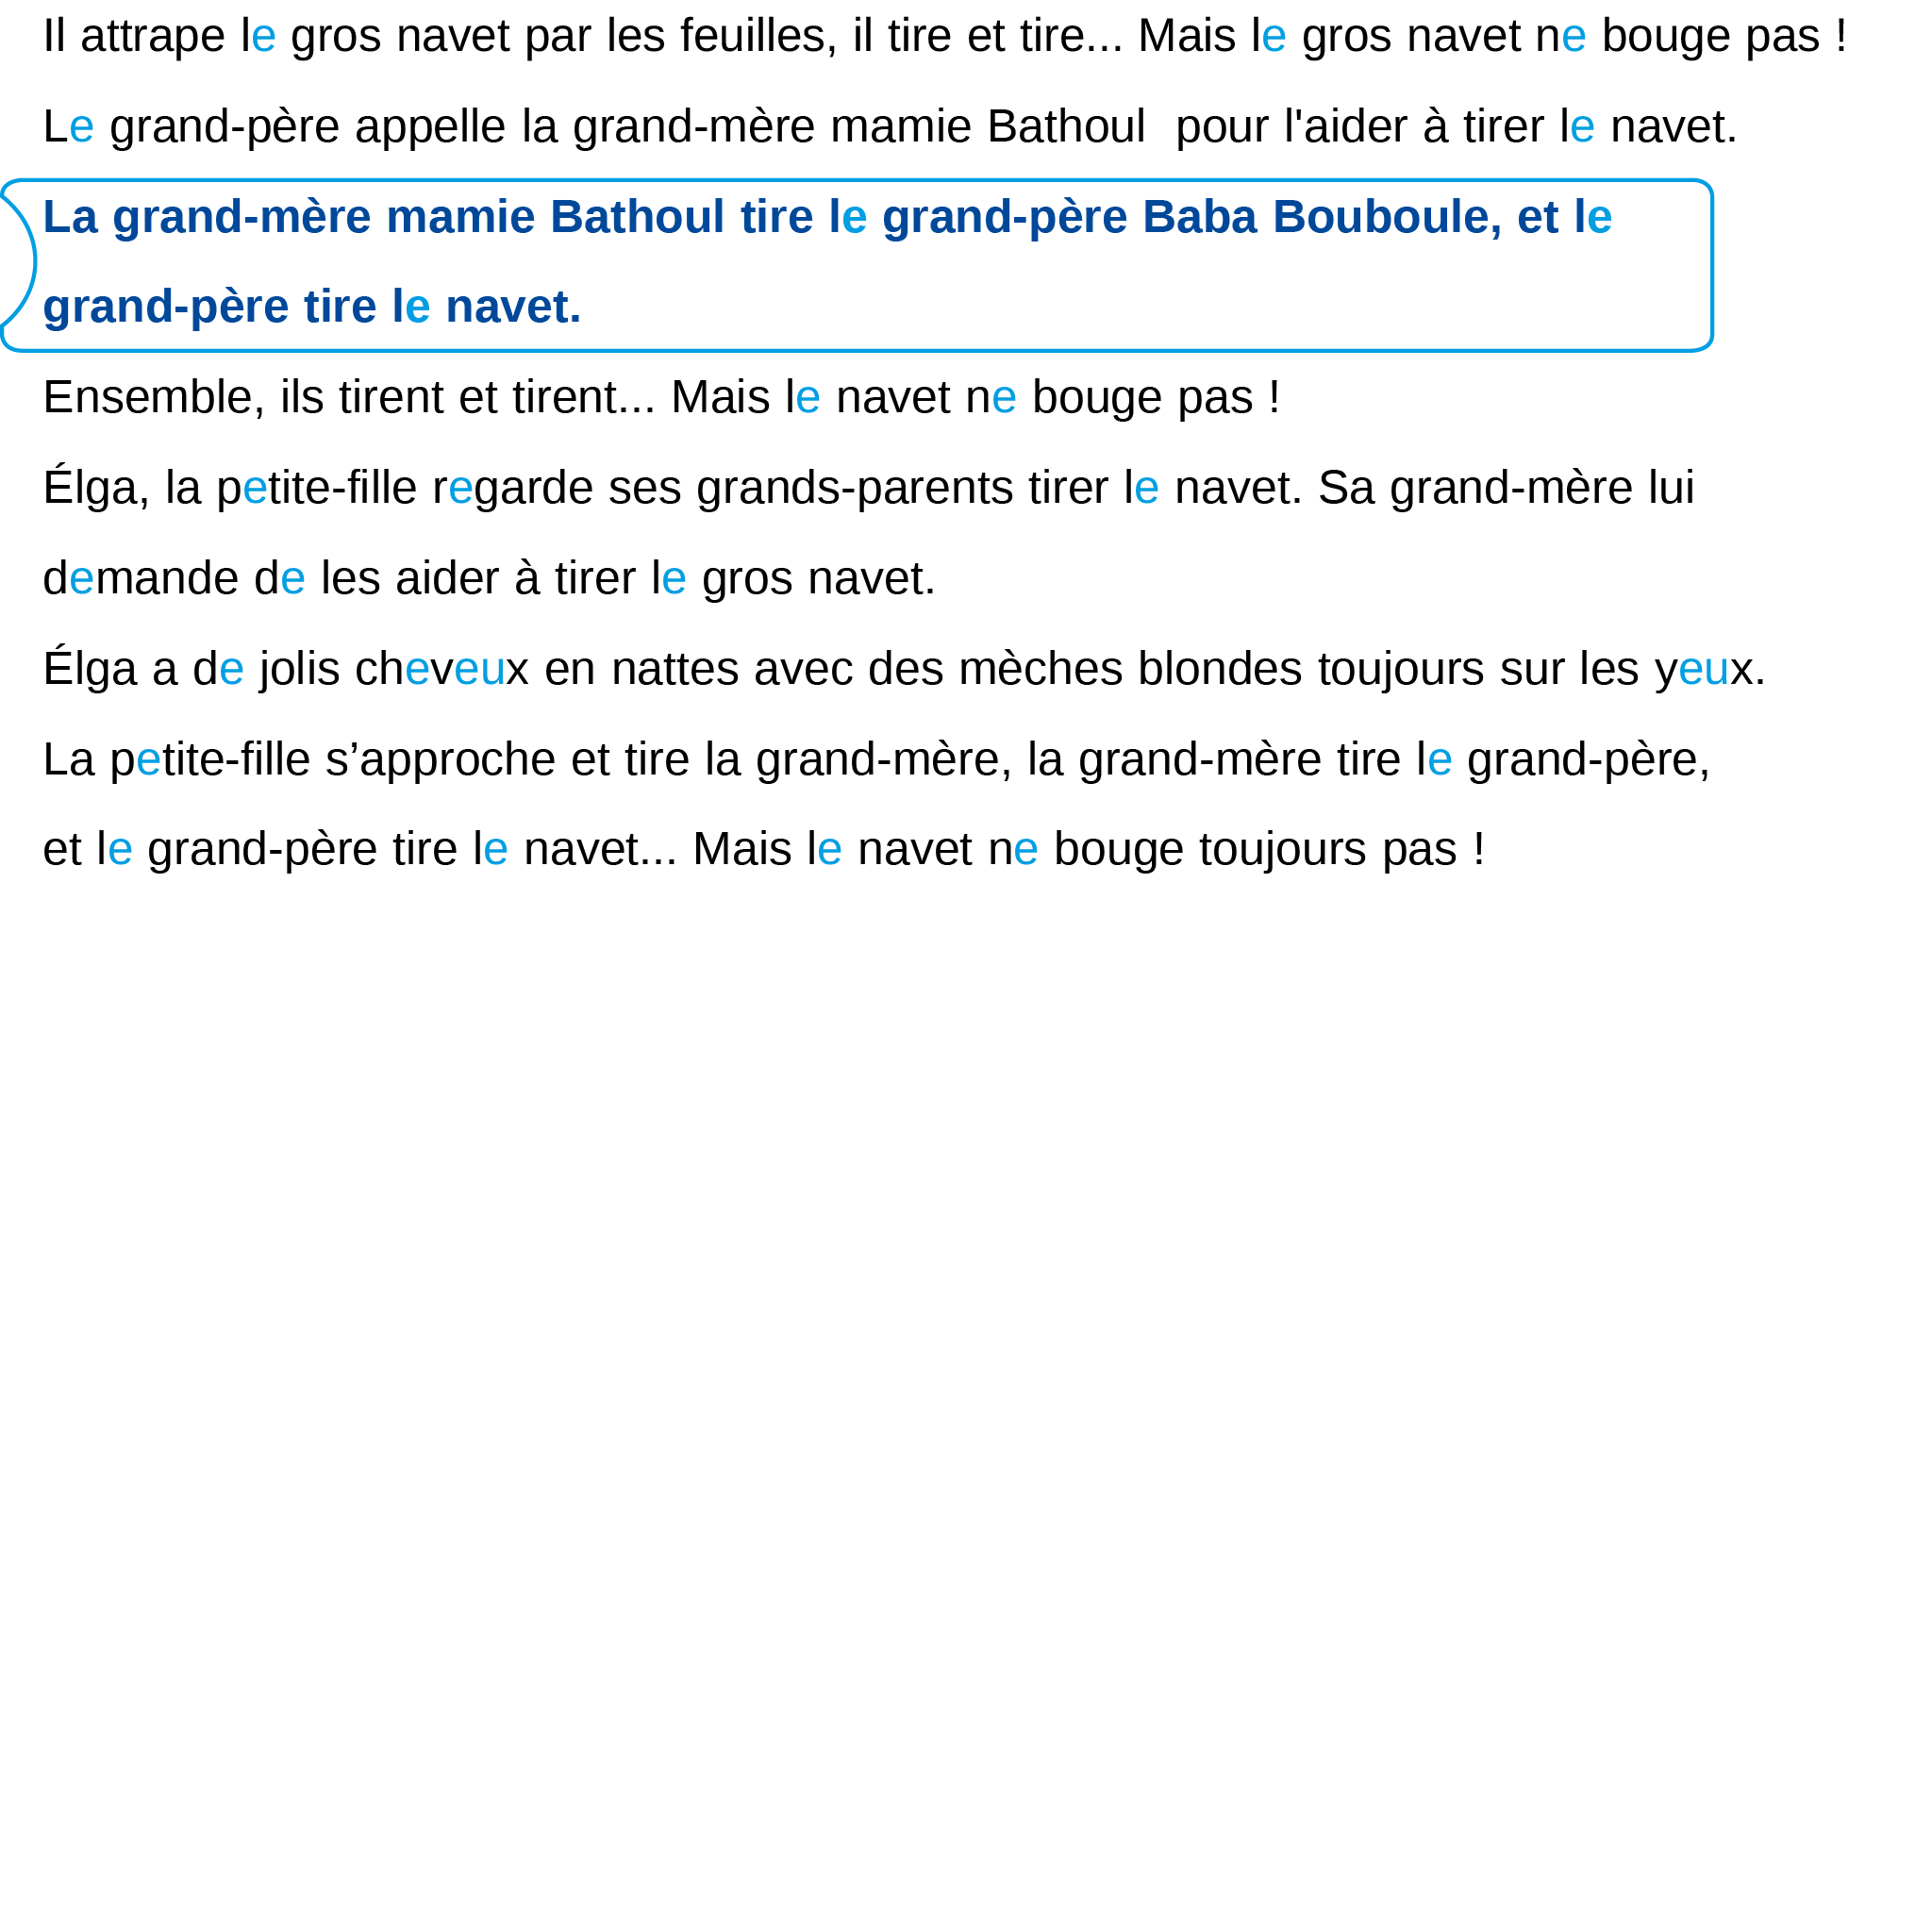 Il attrape le gros navet par les feuilles, il tire et tire... Mais le gros navet ne bouge pas !
Le grand-père appelle la grand-mère mamie Bathoul  pour l'aider à tirer le navet.
La grand-mère mamie Bathoul tire le grand-père Baba Bouboule, et le
grand-père tire le navet.
Ensemble, ils tirent et tirent... Mais le navet ne bouge pas !
Élga, la petite-fille regarde ses grands-parents tirer le navet. Sa grand-mère lui
demande de les aider à tirer le gros navet.
Élga a de jolis cheveux en nattes avec des mèches blondes toujours sur les yeux.
La petite-fille s’approche et tire la grand-mère, la grand-mère tire le grand-père,
et le grand-père tire le navet... Mais le navet ne bouge toujours pas !